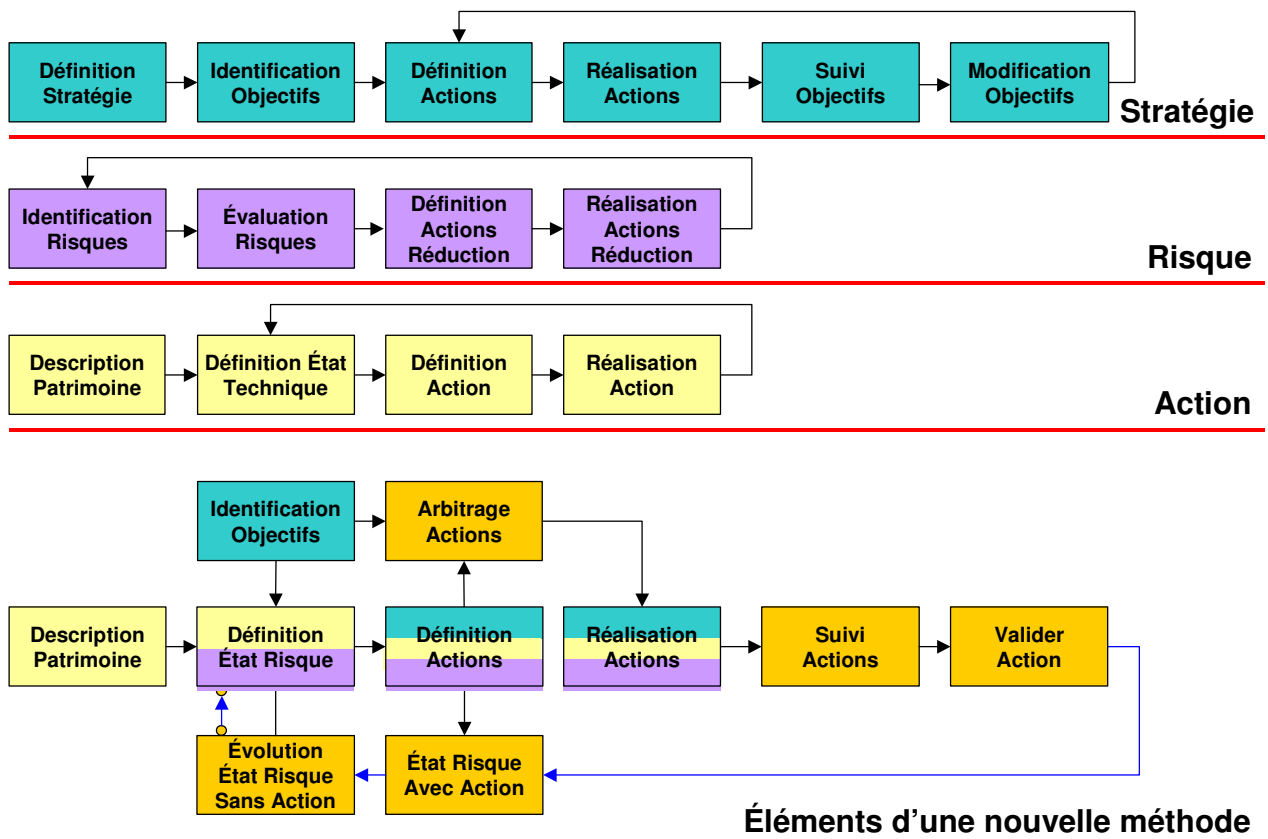 Définition
Stratégie
Identification
Objectifs
Définition
Actions
Réalisation
Actions
Suivi
Objectifs
Modification
Objectifs
Stratégie
Identification
Risques
Évaluation
Risques
Définition
Actions
Réduction
Réalisation
Actions
Réduction
Risque
Description
Patrimoine
Définition État
Technique
Définition
Action
Réalisation
Action
Action
Identification
Objectifs
Arbitrage
Actions
Description
Patrimoine
Définition
État Risque
Définition
Actions
Réalisation
Actions
Suivi
Actions
Valider
Action
Évolution
État Risque
Sans Action
État Risque
Avec Action
Éléments d'une nouvelle méthode